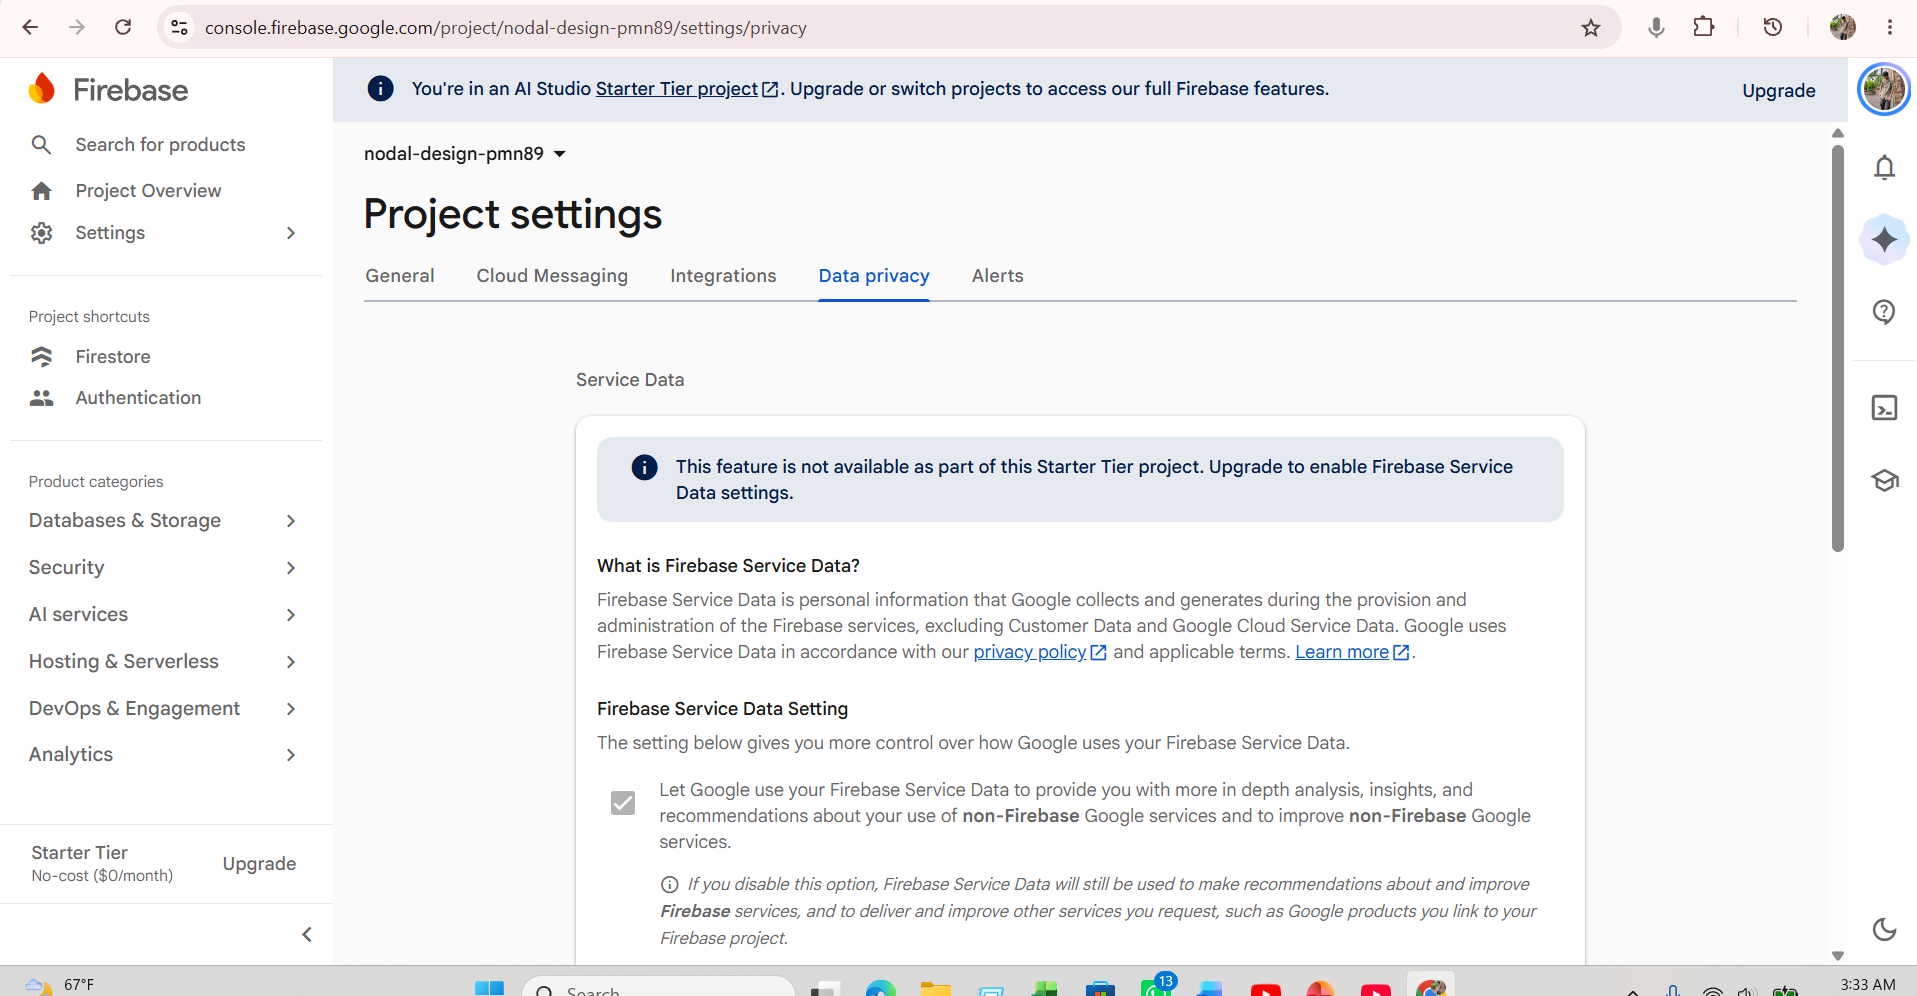 console.firebase.google.com/project/nodal-design-pmn89/settings/privacy
Firebase
Search for products
Project Overview
Settings
Project shortcuts
Firestore
Authentication
Product categories
Databases & Storage
Security
AI services
Hosting & Serverless
DevOps & Engagement
Analytics
Starter Tier
No-cost ($0/month)
Upgrade
You're in an AI Studio Starter Tier project. Upgrade or switch projects to access our full Firebase features.
Upgrade
nodal-design-pmn89
Project settings
General Cloud Messaging Integrations Data privacy Alerts
Service Data
This feature is not available as part of this Starter Tier project. Upgrade to enable Firebase Service
Data settings.
What is Firebase Service Data?
Firebase Service Data is personal information that Google collects and generates during the provision and
administration of the Firebase services, excluding Customer Data and Google Cloud Service Data. Google uses
Firebase Service Data in accordance with our privacy policy and applicable terms. Learn more.
Firebase Service Data Setting
The setting below gives you more control over how Google uses your Firebase Service Data.
Let Google use your Firebase Service Data to provide you with more in depth analysis, insights, and
recommendations about your use of non-Firebase Google services and to improve non-Firebase Google
services.
If you disable this option, Firebase Service Data will still be used to make recommendations about and improve
Firebase services, and to deliver and improve other services you request, such as Google products you link to your
Firebase project.
67°F
Search
13
3:33 AM